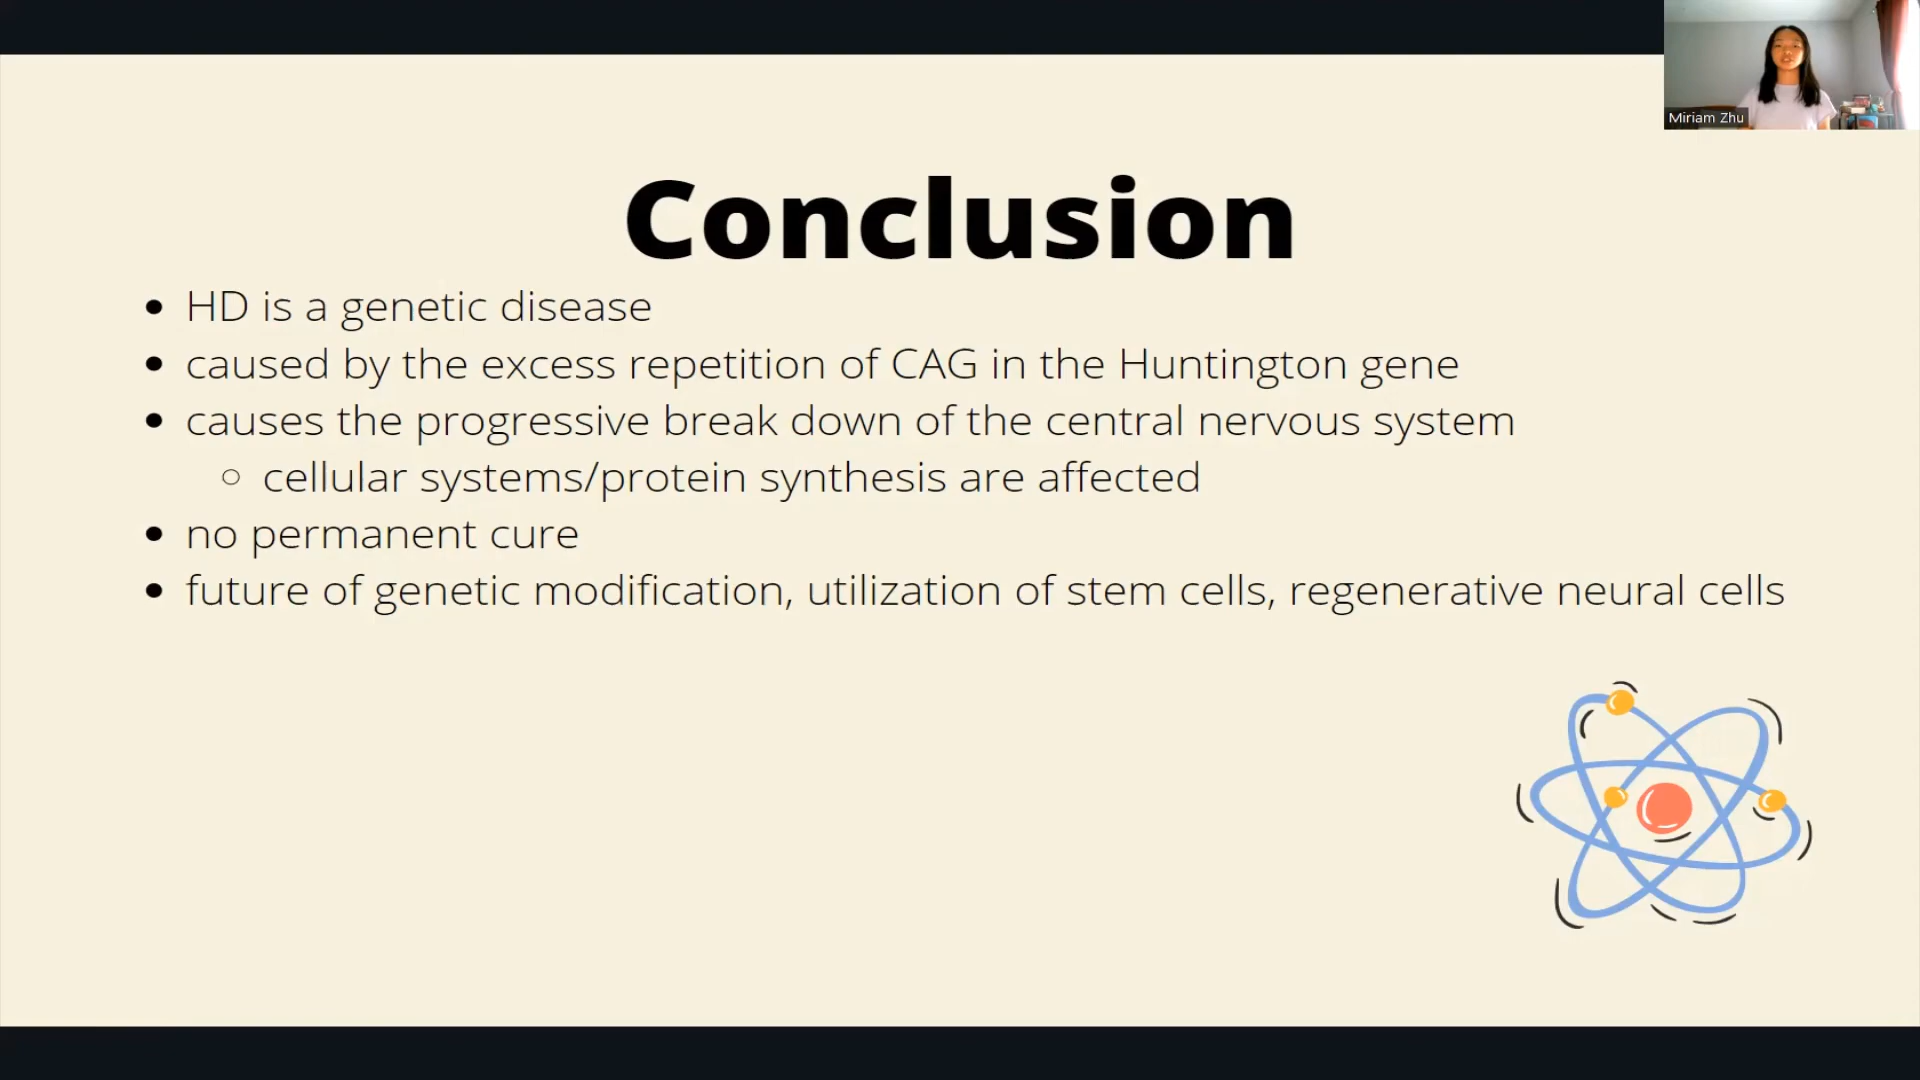 Miriam Zhu
Conclusion
• HD is a genetic disease
• caused by the excess repetition of CAG in the Huntington gene
• causes the progressive break down of the central nervous system
○ cellular systems/protein synthesis are affected
• no permanent cure
• future of genetic modification, utilization of stem cells, regenerative neural cells